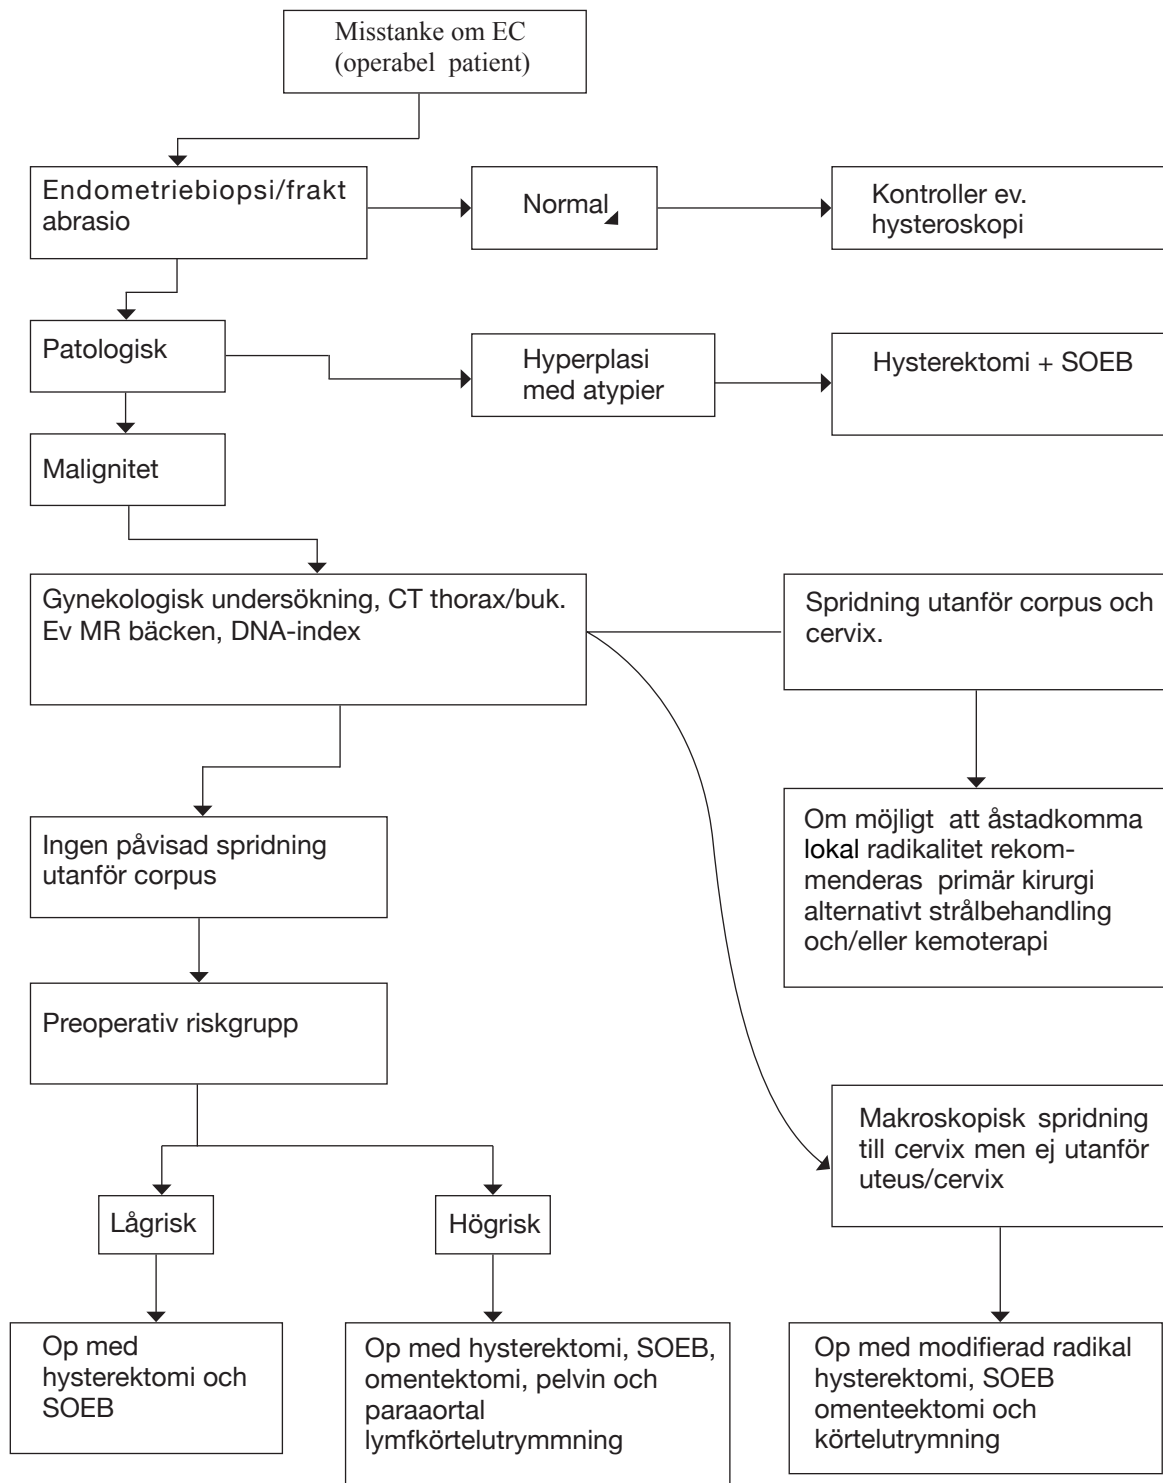 Misstanke om EC
(operabel patient)
Endometriebiopsi/frakt
abrasio
Normal
Kontroller ev.
hysteroskopi
Patologisk
Hyperplasi
med atypier
Hysterektomi + SOEB
Malignitet
Gynekologisk undersökning, CT thorax/buk.
Ev MR bäcken, DNA-index
Spridning utanför corpus och
cervix.
Ingen påvisad spridning
utanför corpus
Om möjligt att åstadkomma
lokal radikalitet rekom-
menderas primär kirurgi
alternativt strålbehandling
och/eller kemoterapi
Preoperativ riskgrupp
Makroskopisk spridning
till cervix men ej utanför
uteus/cervix
Lågrisk
Högrisk
Op med
hysterektomi och
SOEB
Op med hysterektomi, SOEB,
omentektomi, pelvin och
paraaortal
lymfkörtelutrymmning
Op med modifierad radikal
hysterektomi, SOEB
omenteektomi och
körtelutrymning